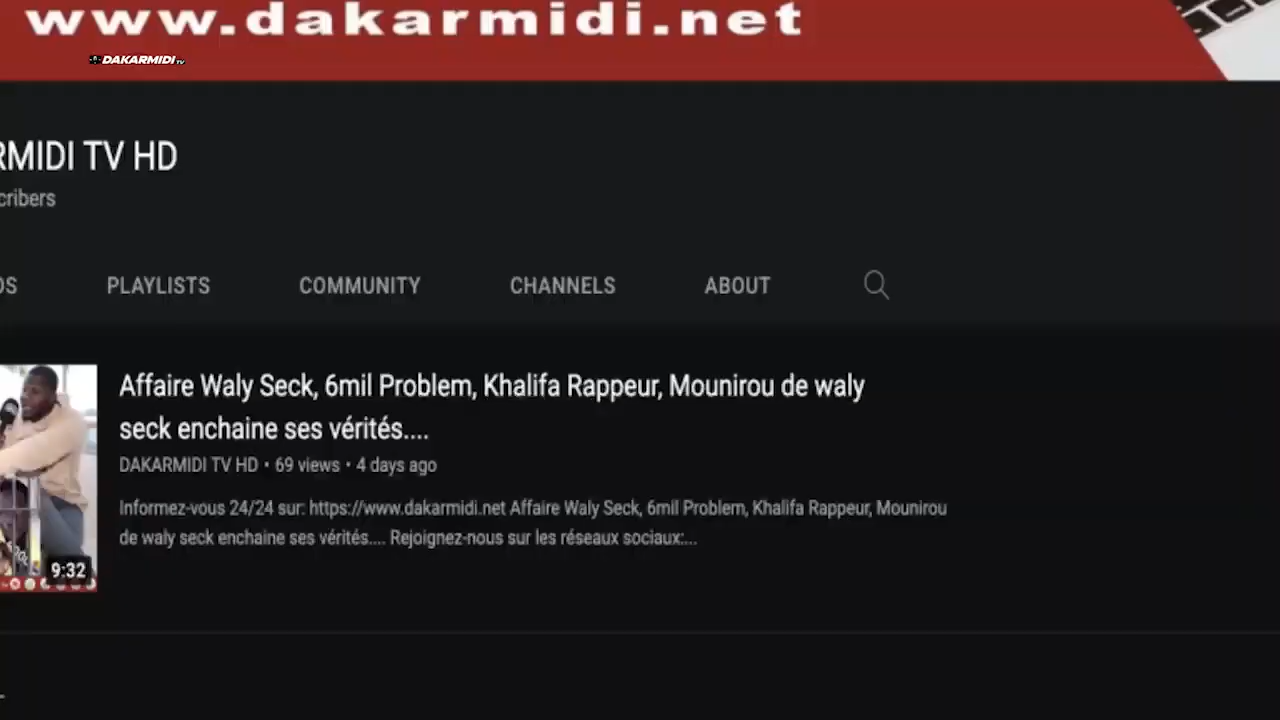 www.dakarmidi.net
DAKARMIDI TV
RMIDI TV HD
cribers
OS
PLAYLISTS
COMMUNITY
CHANNELS
ABOUT
Affaire Waly Seck, 6mil Problem, Khalifa Rappeur, Mounirou de waly
seck enchaine ses vérités....
DAKARMIDI TV HD • 69 views • 4 days ago
Informez-vous 24/24 sur: https://www.dakarmidi.net Affaire Waly Seck, 6mil Problem, Khalifa Rappeur, Mounirou
de waly seck enchaine ses vérités.... Rejoignez-nous sur les réseaux sociaux:...
9:32